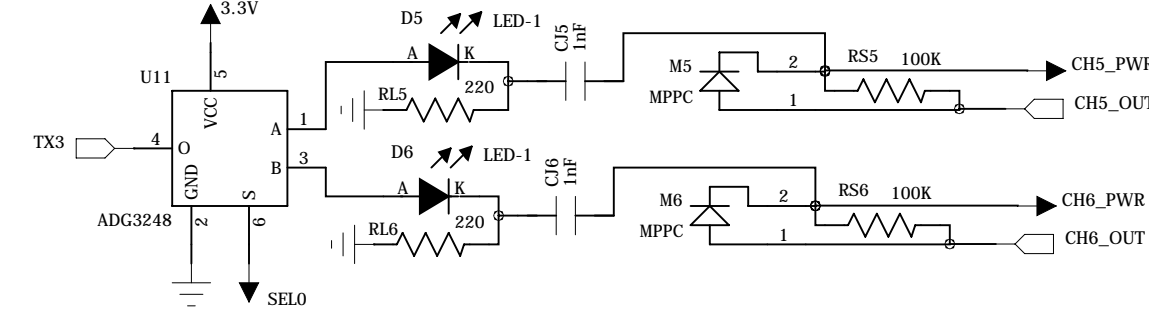 3.3V
D5
LED-1
CJ5
1nF
A
K
U11
5
VCC
RL5
220
M5
MPPC
2
1
RS5
100K
CH5_PWR
CH5_OUT
TX3
4
O
A
1
B
3
GND
S
ADG3248
2
6
SEL0
D6
LED-1
CJ6
1nF
A
K
RL6
220
M6
MPPC
2
1
RS6
100K
CH6_PWR
CH6_OUT